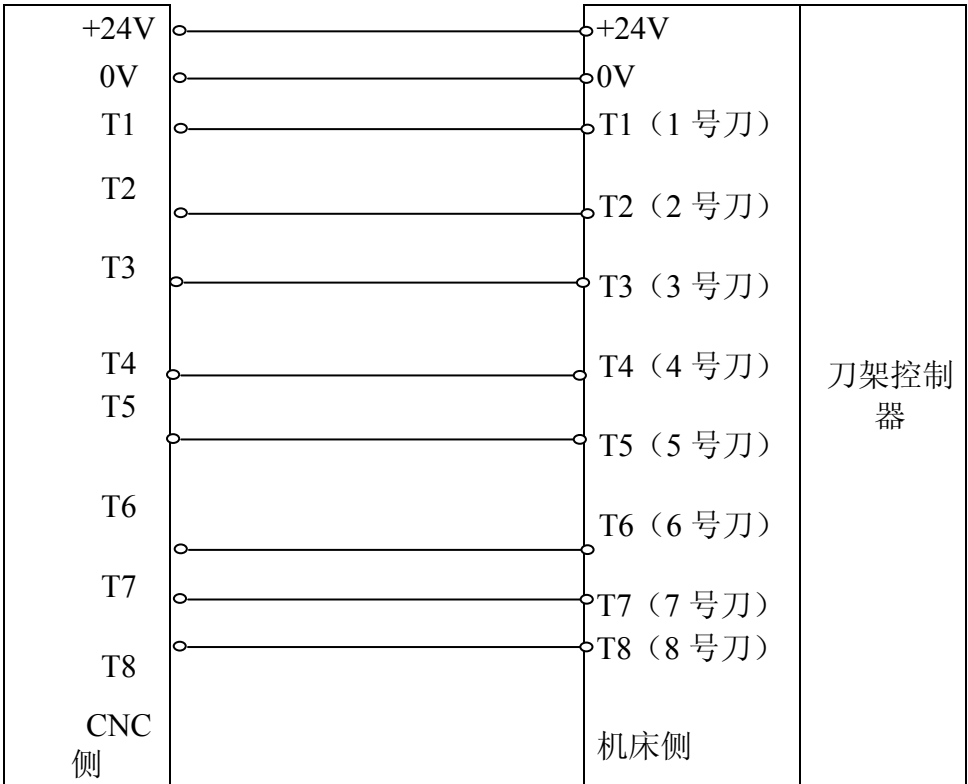 +24V
+24V
0V
0V
T1
T1（1 号刀）
T2
T2（2 号刀）
T3
T3（3 号刀）
T4
T4（4 号刀）
T5
T5（5 号刀）
T6
T6（6 号刀）
T7
T7（7 号刀）
T8
T8（8 号刀）
CNC
侧
机床侧
刀架控制
器